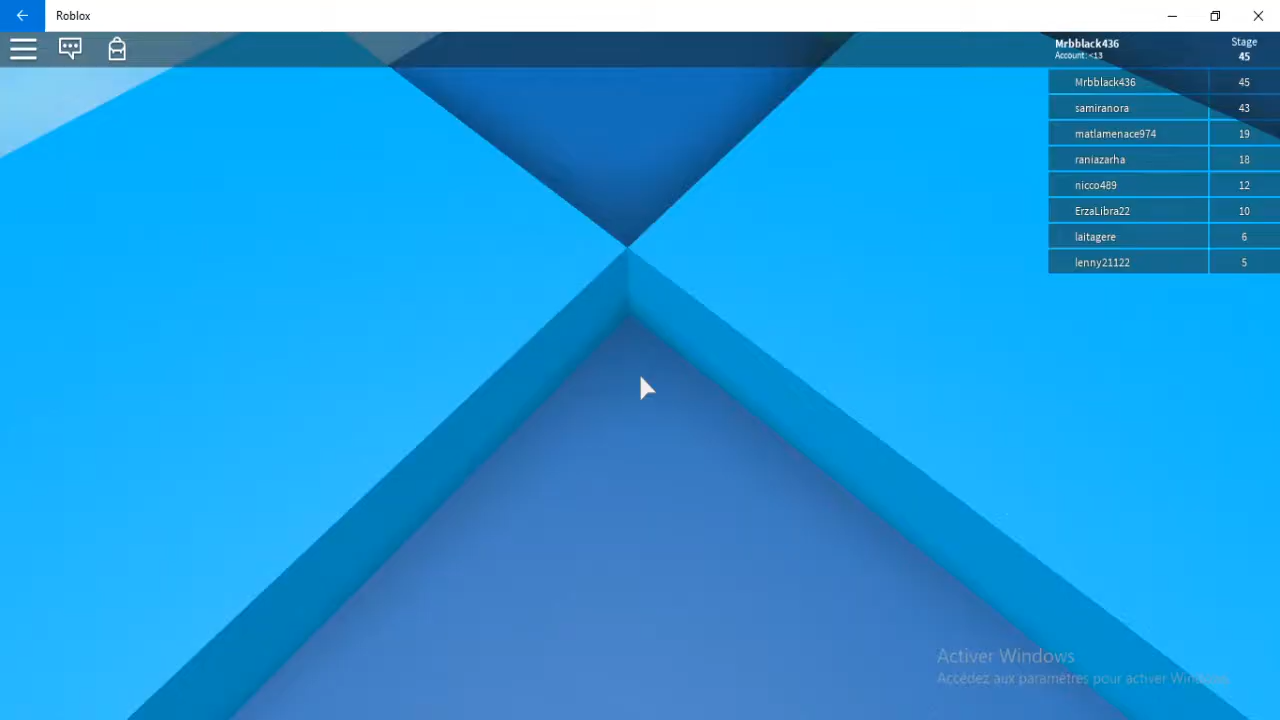 Roblox
Mrbblack436
Account: <13
Stage
45
Mrbblack436 45
samiranora 43
matlamenace974 19
raniazarha 18
nicco489 12
ErzaLibra22 10
laitagere 6
lenny21122 5
Activer Windows
Accédez aux paramètres pour activer Windows.